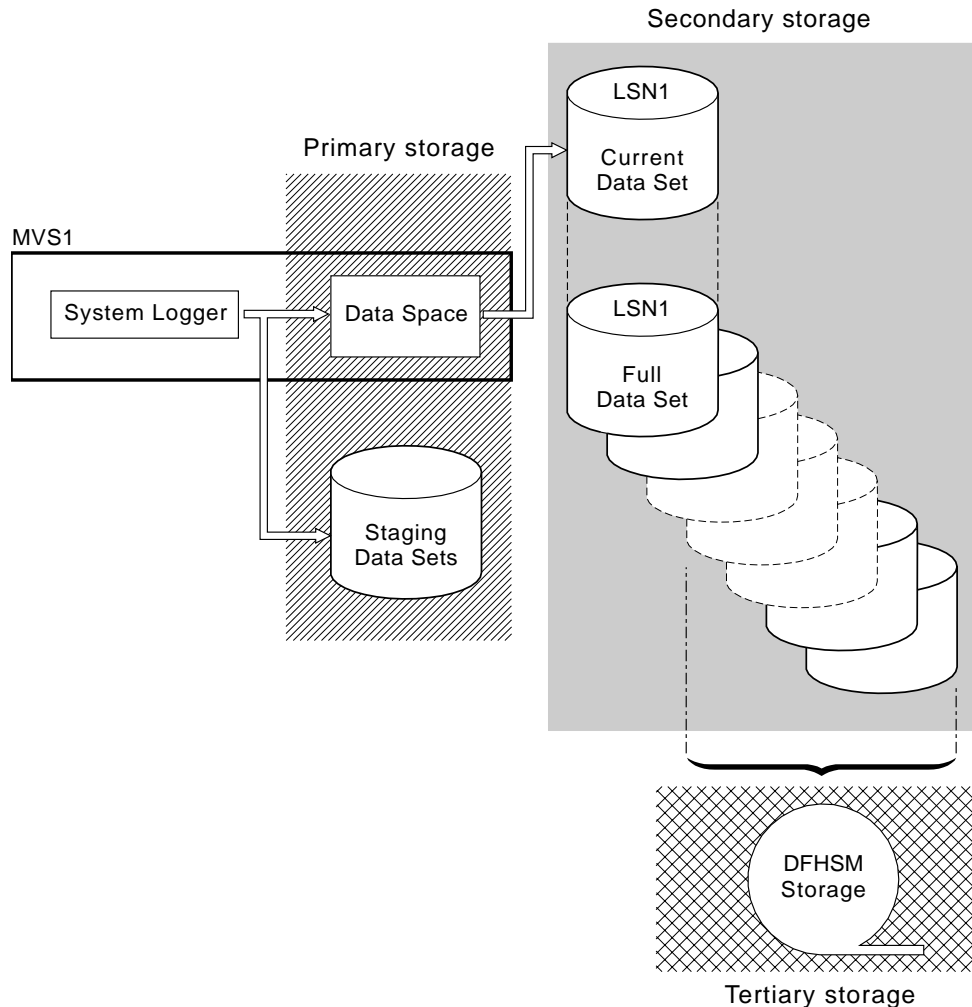 Secondary storage
LSN1
Current
Data Set
Primary storage
MVS1
System Logger
Data Space
LSN1
Full
Data Set
Staging
Data Sets
DFHSM
Storage
Tertiary storage